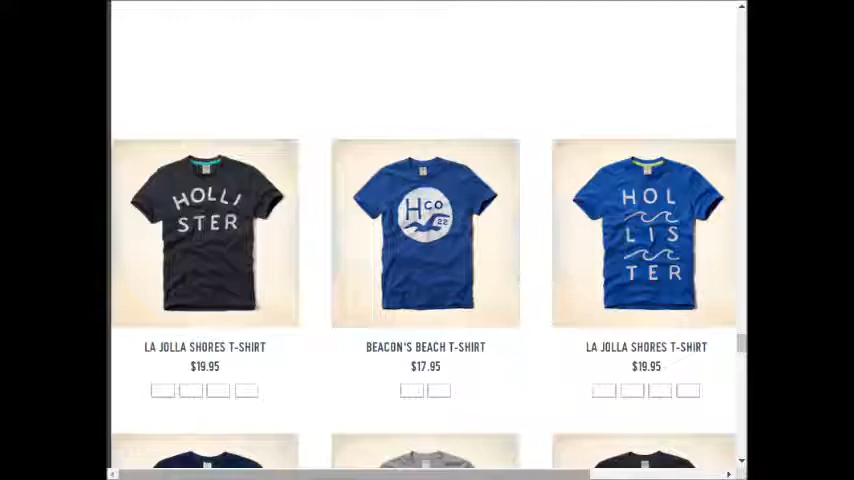 HOLLI
STER
Hco
22
HOL
LIS
TER
LA JOLLA SHORES T-SHIRT
BEACON'S BEACH T-SHIRT
LA JOLLA SHORES T-SHIRT
$19.95
$17.95
$19.95